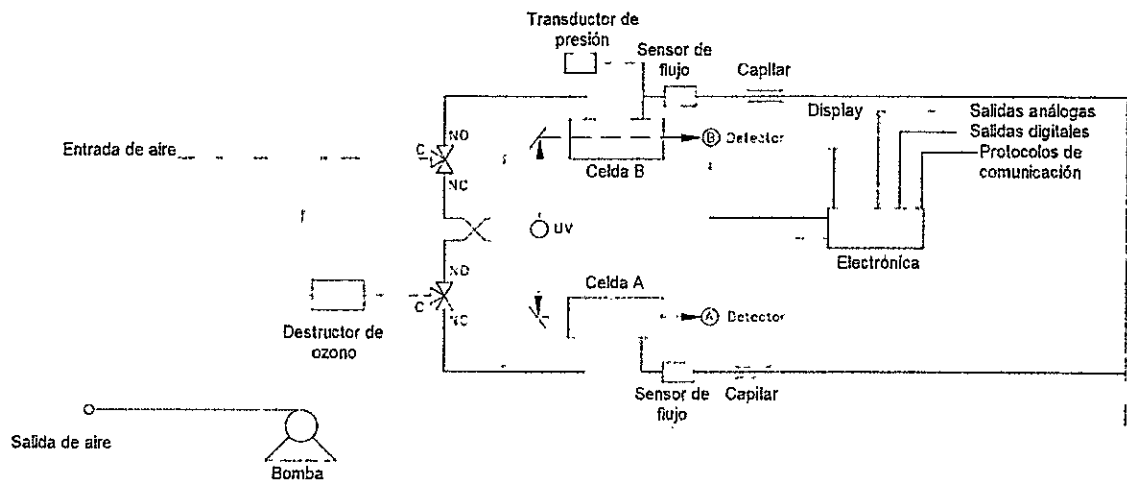 Transductor de
presión
Sensor de
flujo
Capilar
Display
Salidas análogas
Salidas digitales
Protocolos de
comunicación
NO
Entrada de aire
C
B
Detector
NC
Celda B
UV
Electrónica
NO
Celda A
C
NC
A
Detector
Destructor de
ozono
Sensor de
flujo
Capilar
Salida de aire
Bomba